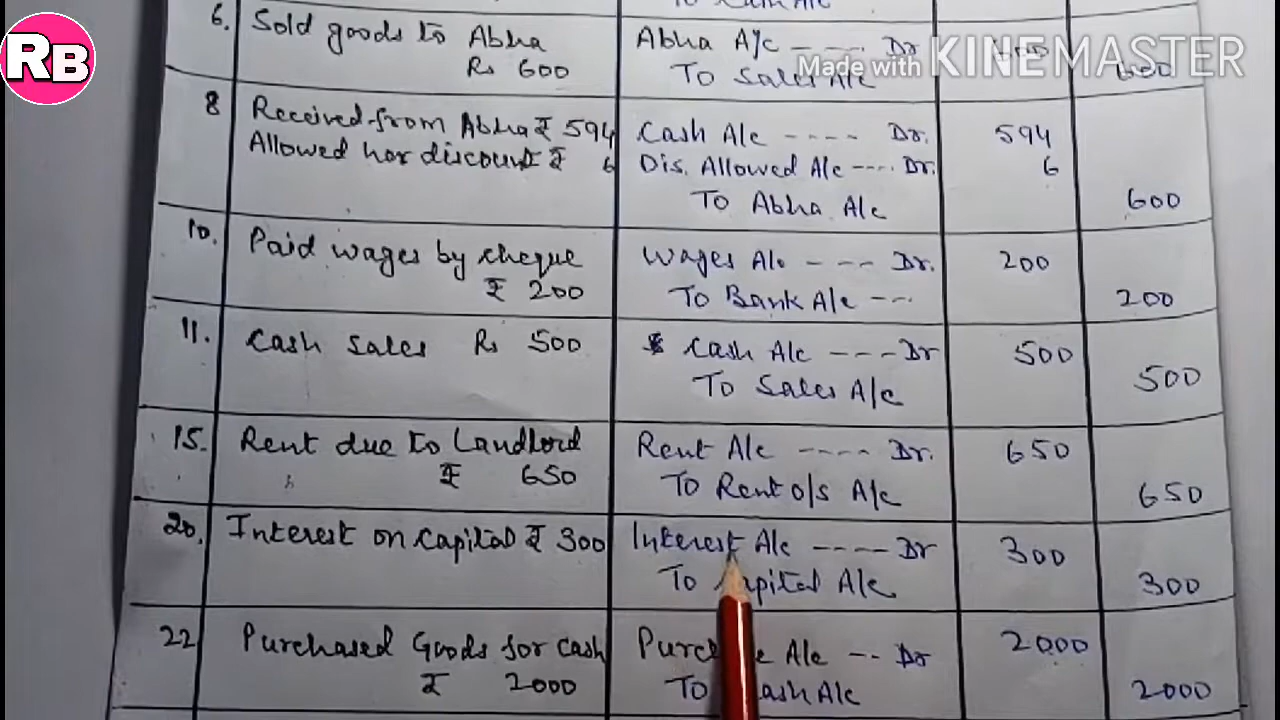 RB
Made with KINEMASTER
6. Sold goods to Abha
Rs 600
Abha A/c ---- Dr
To Sales A/c
600
8 Received from Abha ₹ 594
Allowed her discount ₹ 6
Cash A/c ---- Dr. 594
Dis. Allowed A/c ---- Dr. 6
To Abha A/c
600
10. Paid wages by cheque
₹ 200
Wages A/c ---- Dr. 200
To Bank A/c ---
200
11. Cash sales Rs 500
Cash A/c --- Dr 500
To Sales A/c
500
15. Rent due to Landlord
₹ 650
Rent A/c ---- Dr. 650
To Rent o/s A/c
650
20. Interest on capital ₹ 300
Interest A/c ---- Dr 300
To Capital A/c
300
22 Purchased Goods for cash
₹ 2000
A/c -- Dr 2000
To Cash A/c
2000